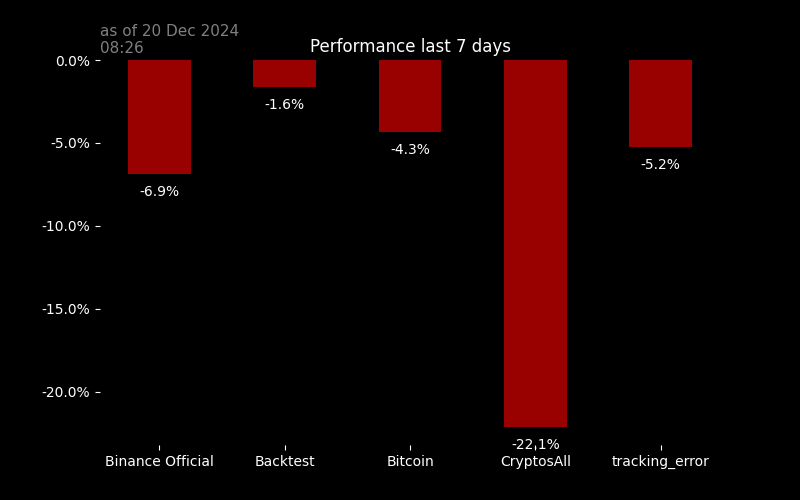 as of 20 Dec 2024
08:26
Performance last 7 days
0.0%
-5.0%
-10.0%
-15.0%
-20.0%
-6.9%
-1.6%
-4.3%
-22.1%
-5.2%
Binance Official
Backtest
Bitcoin
CryptosAll
tracking_error